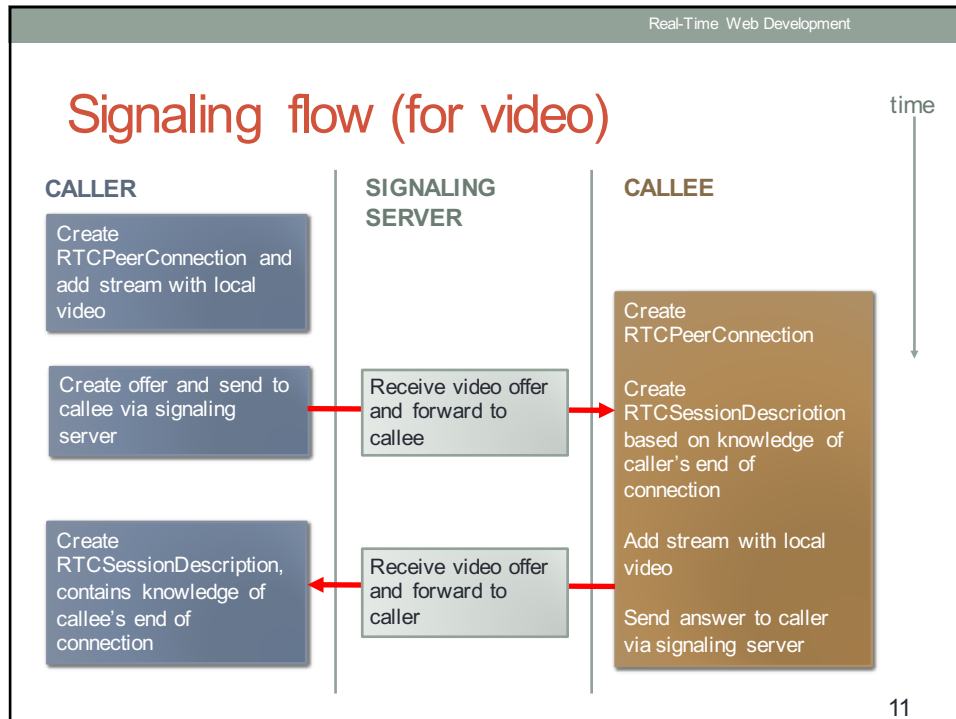 Real-Time Web Development
Signaling flow (for video)
time
CALLER
SIGNALING
SERVER
CALLEE
Create
RTCPeerConnection and
add stream with local
video
Create offer and send to
callee via signaling
server
Receive video offer
and forward to
callee
Create
RTCPeerConnection
Create
RTCSessionDescriotion
based on knowledge of
caller’s end of
connection
Add stream with local
video
Send answer to caller
via signaling server
Receive video offer
and forward to
caller
Create
RTCSessionDescription,
contains knowledge of
callee’s end of
connection
11